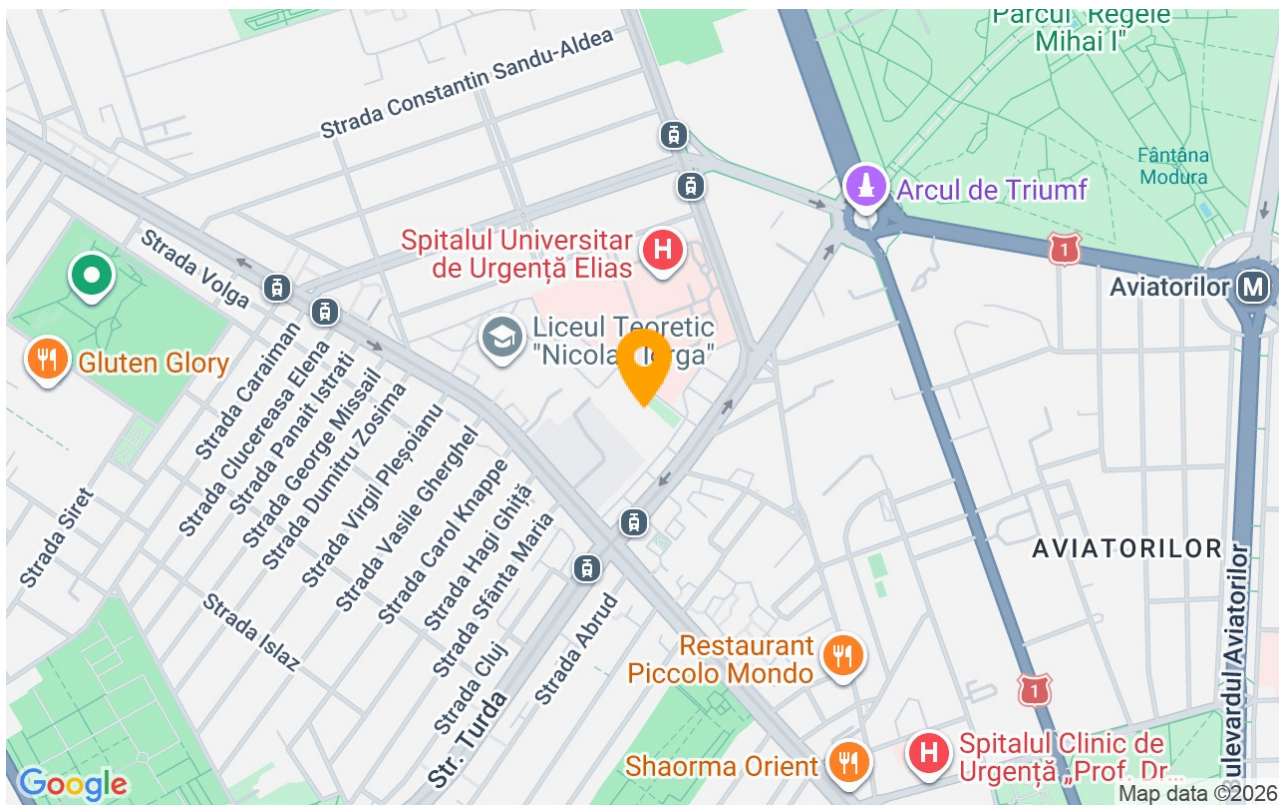 Parcul "Regele
Mihai I"
Strada Constantin Sandu-Aldea
Fântâna
Modura
Arcul de Triumf
1
Spitalul Universitar
de Urgență Elias
H
Strada Volga
Aviatorilor
M
Liceul Teoretic
Gluten Glory
Strada Caraiman
Strada Clucereasa Elena
Strada Panait Istrati
Strada George Missail
Strada Dumitru Zosima
Strada Virgil Pleșoianu
Strada Vasile Gherghel
Strada Carol Knappe
Strada Hagi Ghiță
Strada Sfânta Maria
Strada Cluj
Strada Siret
Strada Islaz
Strada Abrud
Str. Turda
AVIATORILOR
Bulevardul Aviatorilor
Restaurant
Piccolo Mondo
1
Shaorma Orient
H
Spitalul Clinic de
Urgență „Prof. Dr...
Google
Map data ©2026